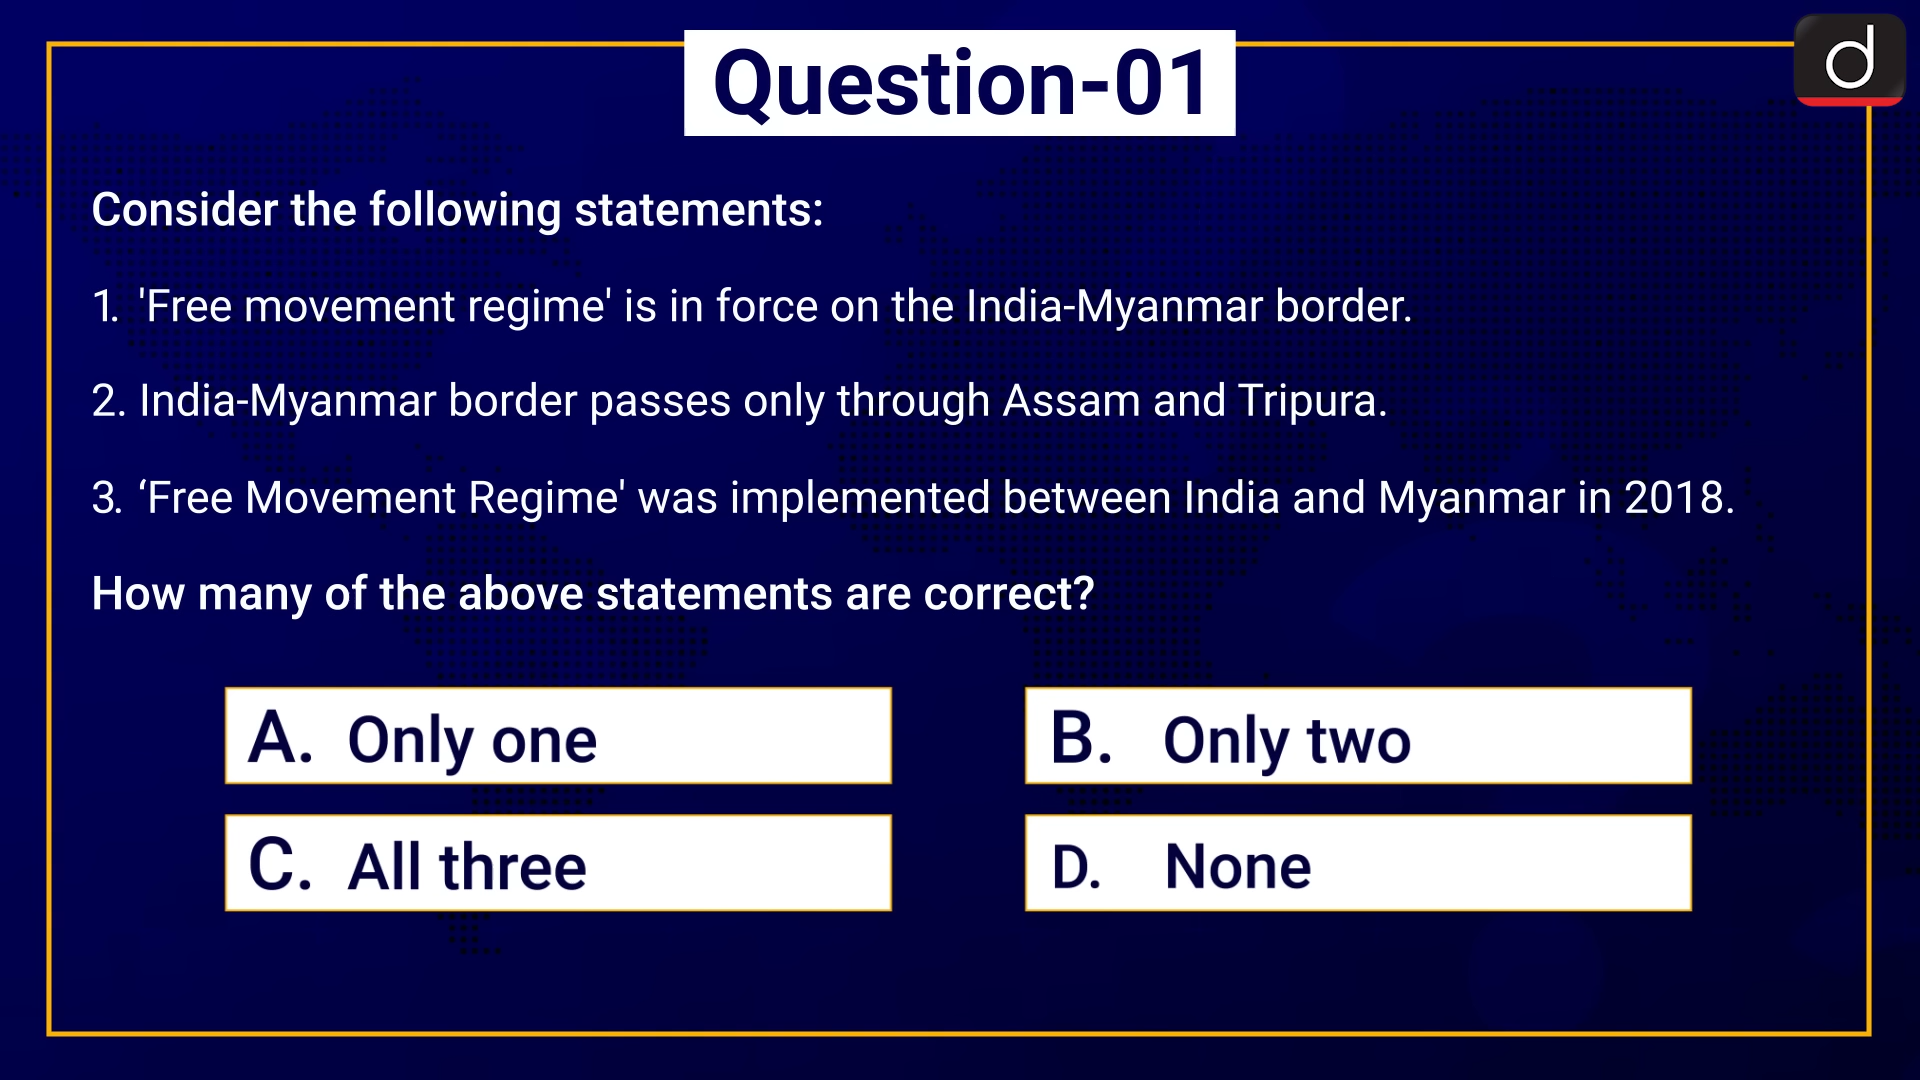 Question-01
d
Consider the following statements:
1. 'Free movement regime' is in force on the India-Myanmar border.
2. India-Myanmar border passes only through Assam and Tripura.
3. ‘Free Movement Regime' was implemented between India and Myanmar in 2018.
How many of the above statements are correct?
A. Only one
B. Only two
C. All three
D. None